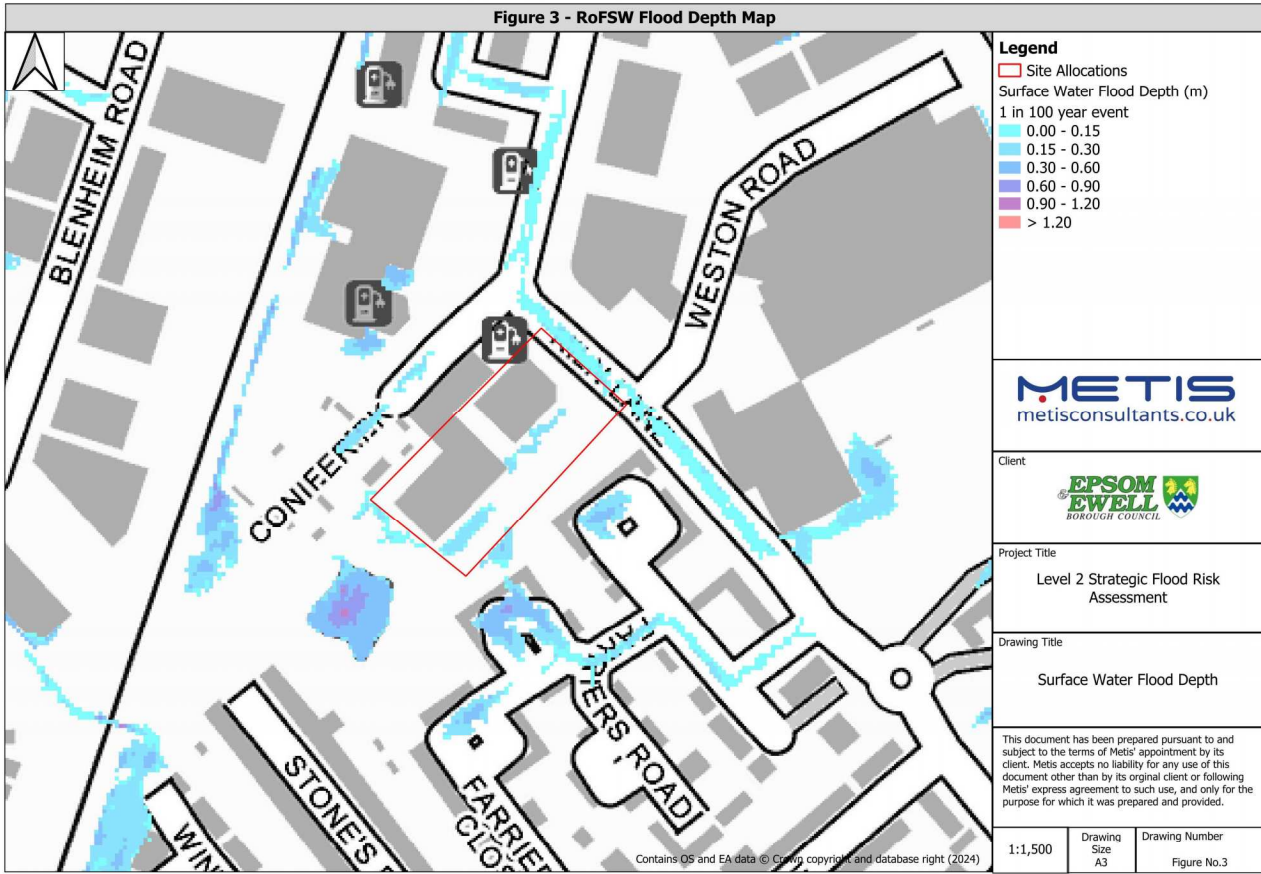 Figure 3 - RoFSW Flood Depth Map
BLENHEIM ROAD
WESTON ROAD
STONE'S
FARRIER
CLOS
ERS ROAD
Contains OS and EA data © Crown copyright and database right (2024)
Legend
Site Allocations
Surface Water Flood Depth (m)
1 in 100 year event
0.00 - 0.15
0.15 - 0.30
0.30 - 0.60
0.60 - 0.90
0.90 - 1.20
> 1.20
METIS
metisconsultants.co.uk
Client
EPSOM
& EWELL
BOROUGH COUNCIL
Project Title
Level 2 Strategic Flood Risk
Assessment
Drawing Title
Surface Water Flood Depth
This document has been prepared pursuant to and
subject to the terms of Metis' appointment by its
client. Metis accepts no liability for any use of this
document other than by its orginal client or following
Metis' express agreement to such use, and only for the
purpose for which it was prepared and provided.
1:1,500
Drawing
Size
A3
Drawing Number
Figure No.3